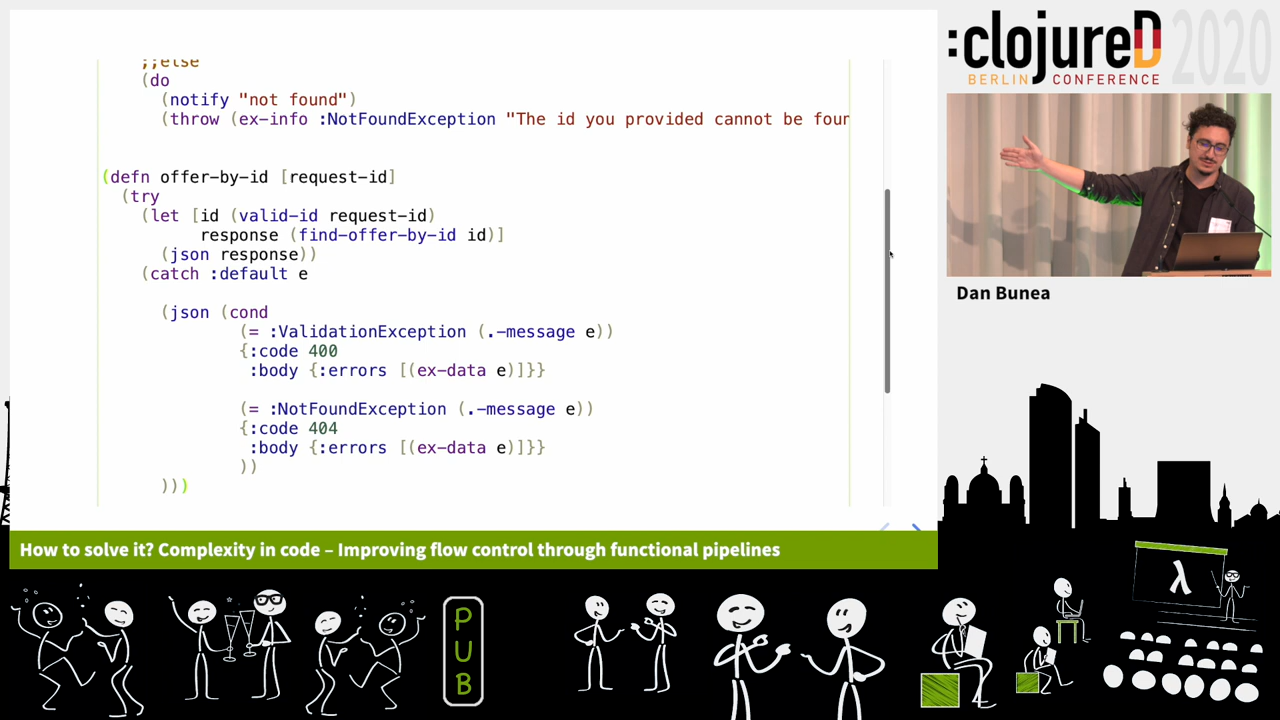 ;;else
(do
(notify "not found")
(throw (ex-info :NotFoundException "The id you provided cannot be four
(defn offer-by-id [request-id]
(try
(let [id (valid-id request-id)
response (find-offer-by-id id)]
(json response))
(catch :default e
(json (cond
(= :ValidationException (.-message e))
{:code 400
:body {:errors [(ex-data e)]}}
(= :NotFoundException (.-message e))
{:code 404
:body {:errors [(ex-data e)]}}
))
)))
:clojureD 2020
BERLIN CONFERENCE
Dan Bunea
How to solve it? Complexity in code – Improving flow control through functional pipelines
PUB
λ